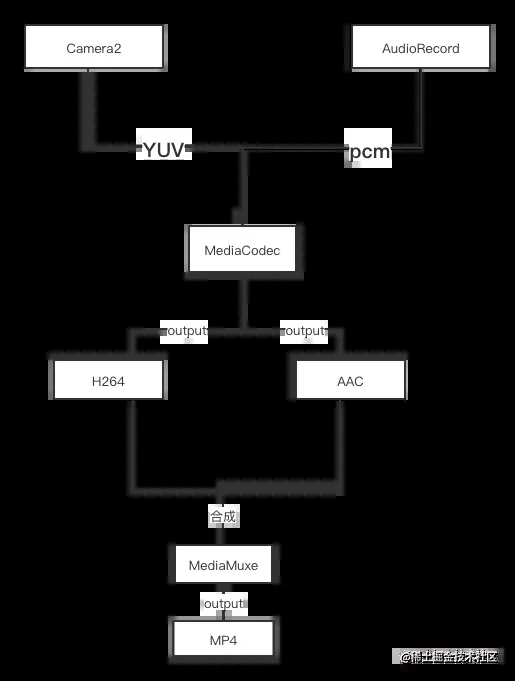 Camera2
AudioRecord
YUV
pcm
MediaCodec
output
output
H264
AAC
合成
MediaMuxe
output
MP4
@稀土掘金技术社区